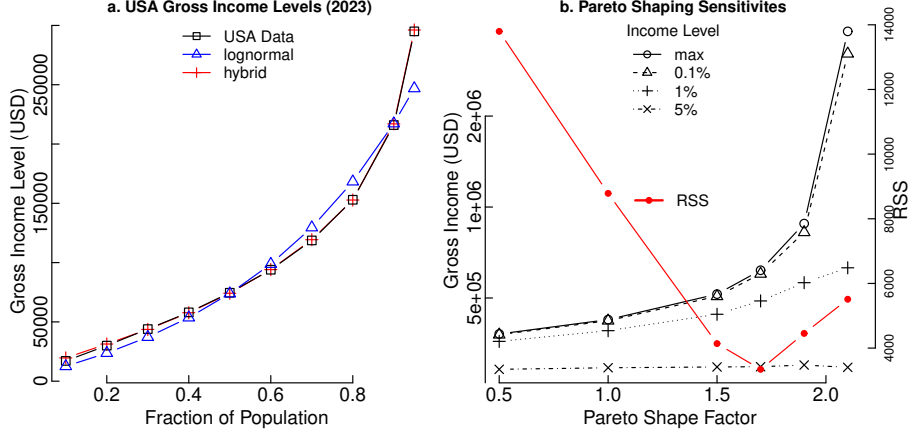 a. USA Gross Income Levels (2023)
USA Data
lognormal
hybrid
Gross Income Level (USD)
0
50000
150000
250000
0.2
0.4
0.6
0.8
Fraction of Population
b. Pareto Shaping Sensitivites
Income Level
max
0.1%
1%
5%
RSS
Gross Income (USD)
5e+05
1e+06
2e+06
0.5
1.0
1.5
2.0
Pareto Shape Factor
4000
6000
8000
10000
12000
14000
RSS